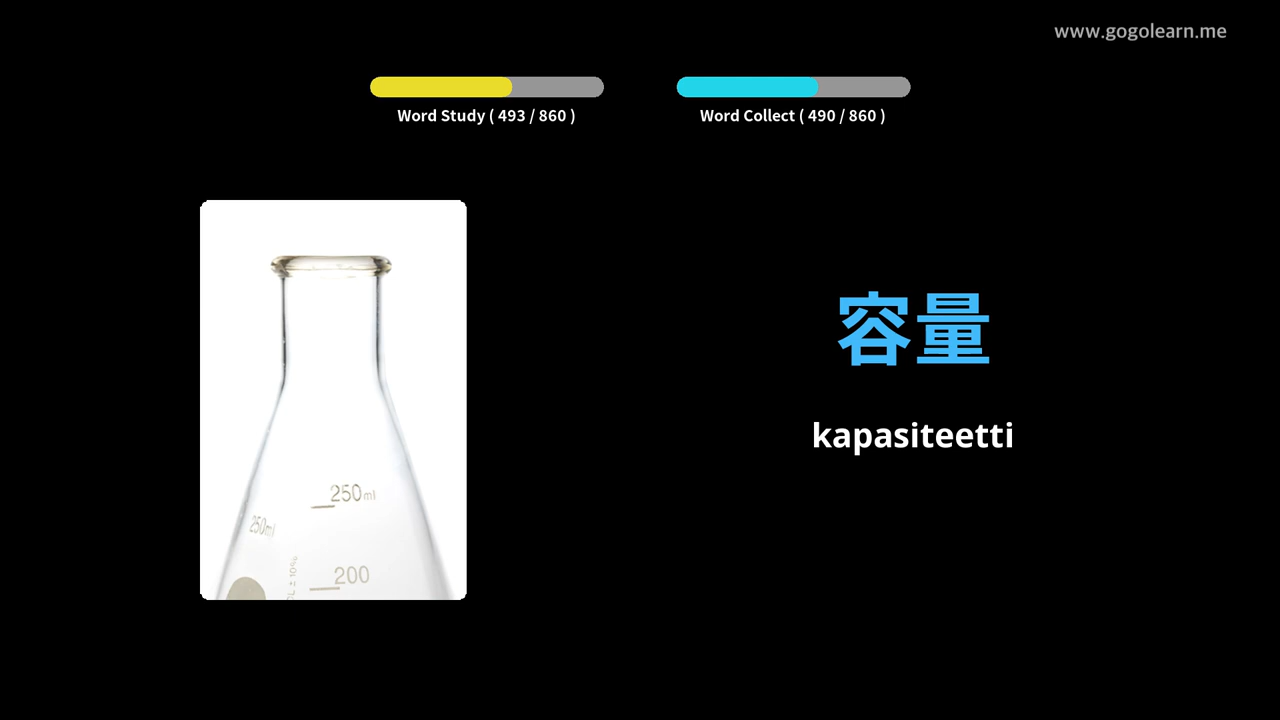 www.gogolearn.me
Word Study ( 493 / 860 )
Word Collect ( 490 / 860 )
容量
kapasiteetti
250ml
250ml
200